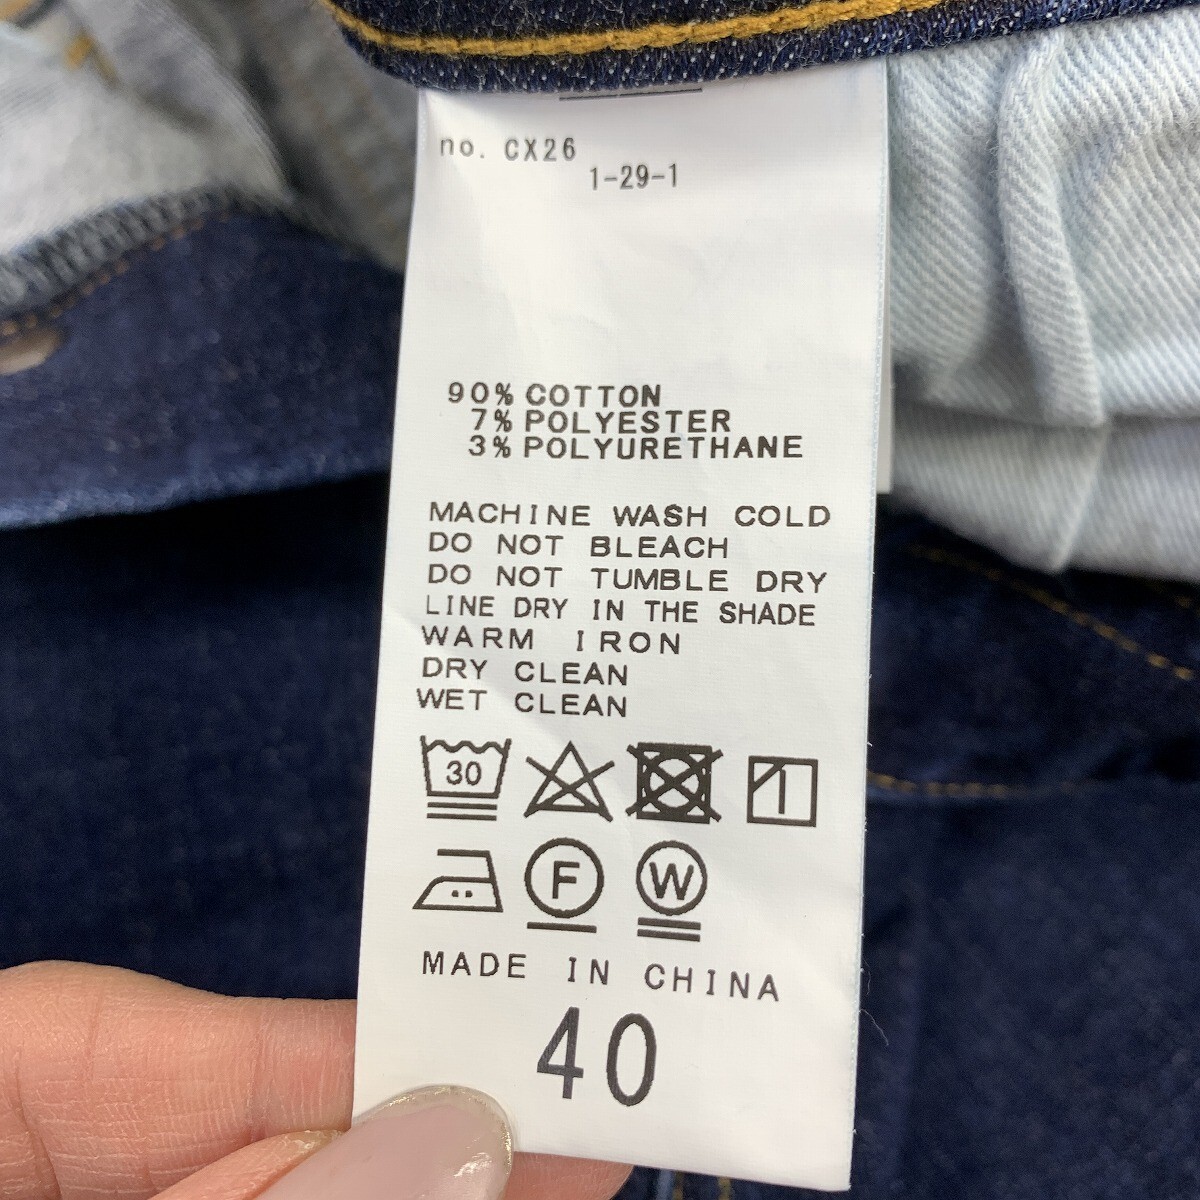 no. CX26
1-29-1
90% COTTON
7% POLYESTER
3% POLYURETHANE
MACHINE WASH COLD
DO NOT BLEACH
DO NOT TUMBLE DRY
LINE DRY IN THE SHADE
WARM IRON
DRY CLEAN
WET CLEAN
30
F W
MADE IN CHINA
40